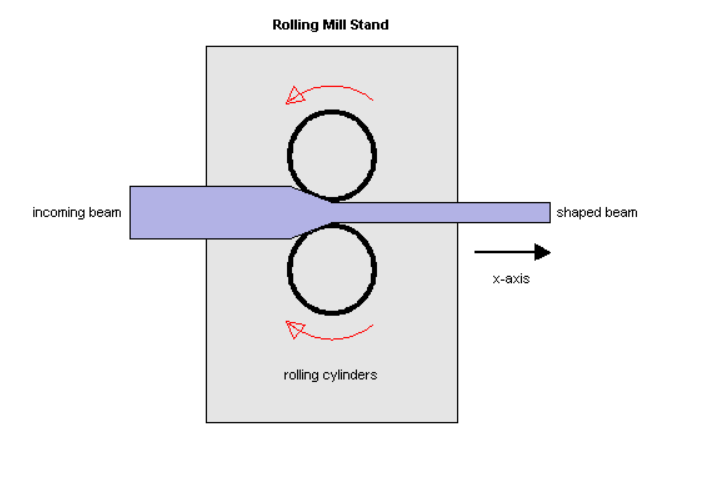 Rolling Mill Stand
incoming beam
shaped beam
x-axis
rolling cylinders